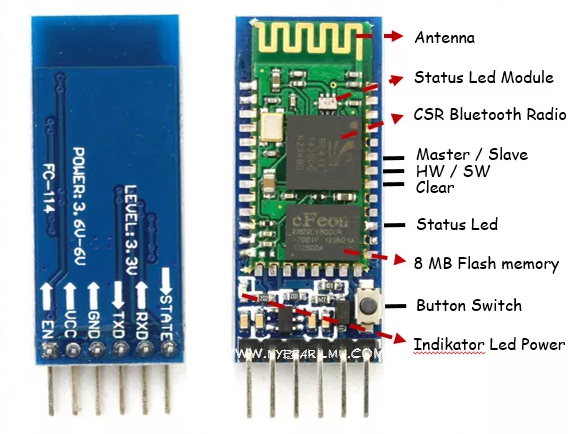 FC-114
POWER:3.6V-6V
LEVEL:3.3V
EN
VCC
GND
TXD
RXD
STATE
Antenna
Status Led Module
CSR Bluetooth Radio
Master / Slave
HW / SW
Clear
Status Led
cFeon
8 MB Flash memory
Button Switch
Indikator Led Power